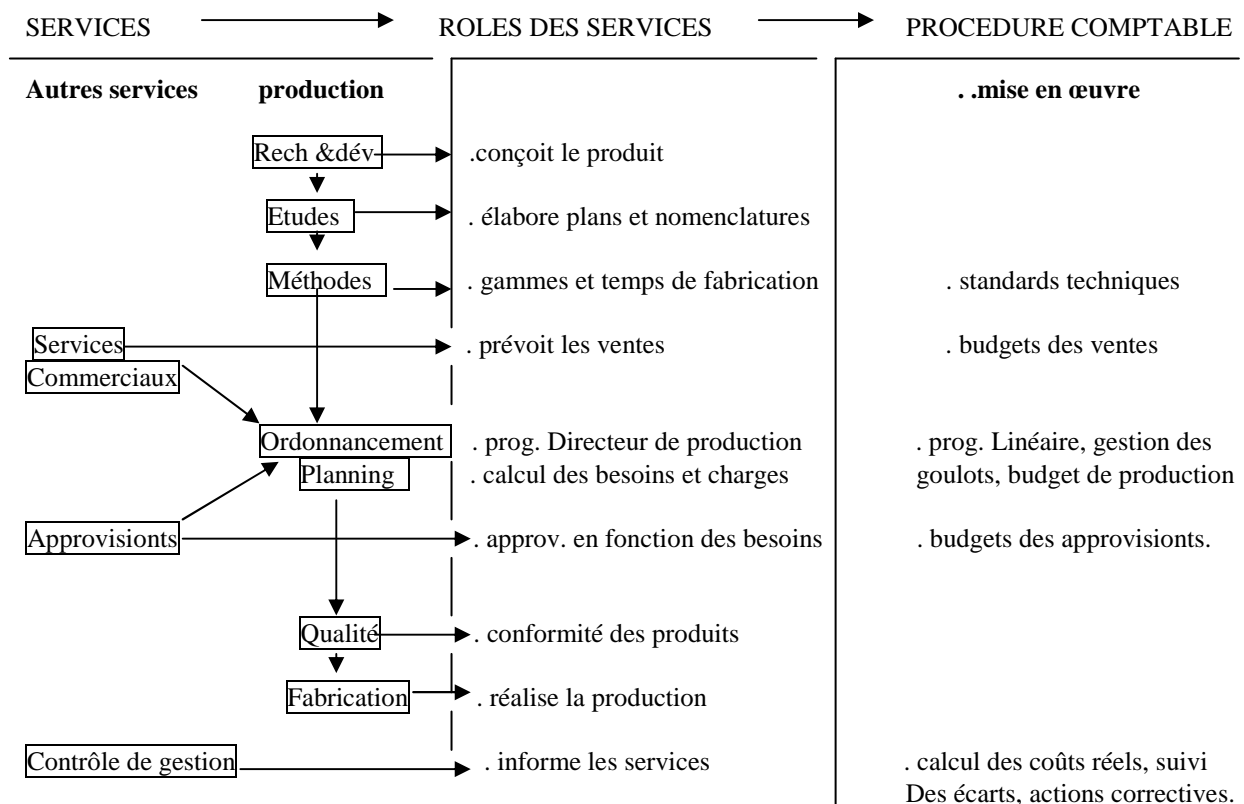 SERVICES ROLES DES SERVICES PROCEDURE COMPTABLE
Autres services production . .mise en œuvre
Rech &dév .conçoit le produit
Etudes . élabore plans et nomenclatures
Méthodes . gammes et temps de fabrication . standards techniques
Services . prévoit les ventes . budgets des ventes
Commerciaux
Ordonnancement . prog. Directeur de production . prog. Linéaire, gestion des
Planning . calcul des besoins et charges goulots, budget de production
Approvisionts . approv. en fonction des besoins . budgets des approvisionts.
Qualité . conformité des produits
Fabrication . réalise la production
Contrôle de gestion . informe les services . calcul des coûts réels, suivi
Des écarts, actions correctives.